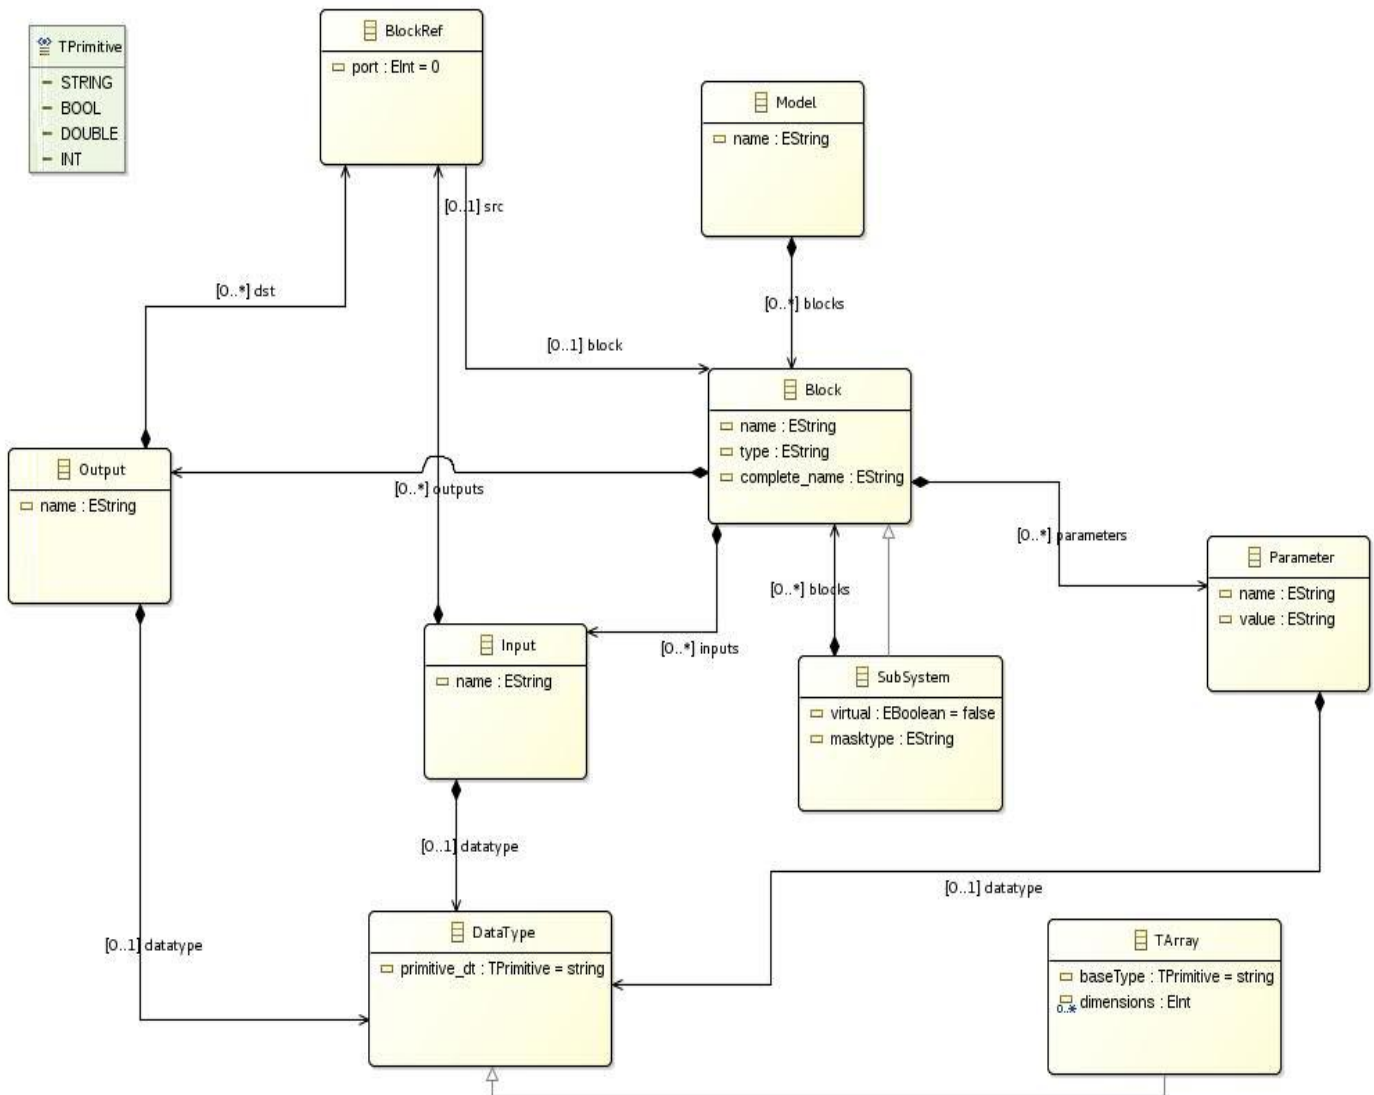 TPrimitive
STRING
BOOL
DOUBLE
INT
BlockRef
port : EInt = 0
Model
name : EString
[0..1] src
[0..*] dst
[0..*] blocks
[0..1] block
Block
name : EString
type : EString
complete_name : EString
Output
name : EString
[0..*] outputs
[0..*] parameters
Parameter
name : EString
value : EString
[0..*] blocks
Input
name : EString
[0..*] inputs
SubSystem
virtual : EBoolean = false
masktype : EString
[0..1] datatype
[0..1] datatype
[0..1] datatype
DataType
primitive_dt : TPrimitive = string
TArray
baseType : TPrimitive = string
dimensions : EInt
0..*